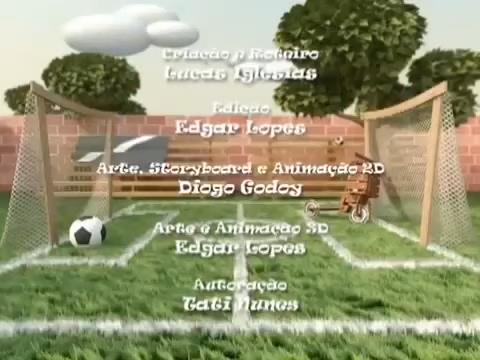 Criação e Roteiro
Lucas Iglesias
Edição
Edgar Lopes
Arte, Storyboard e Animação 2D
Diogo Godoy
Arte e Animação 3D
Edgar Lopes
Autoração
Tati Nunes